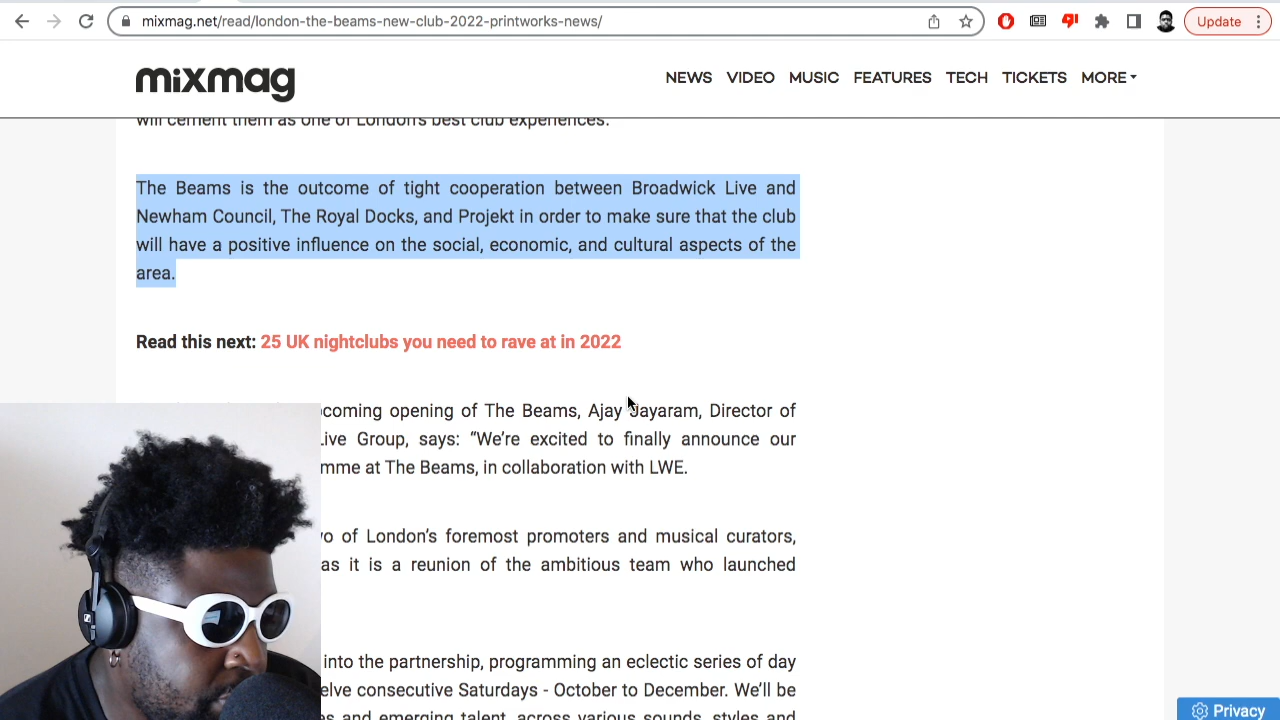 mixmag.net/read/london-the-beams-new-club-2022-printworks-news/
Update
mixmag
NEWS VIDEO MUSIC FEATURES TECH TICKETS MORE
will cement them as one of London's best club experiences.
The Beams is the outcome of tight cooperation between Broadwick Live and
Newham Council, The Royal Docks, and Projekt in order to make sure that the club
will have a positive influence on the social, economic, and cultural aspects of the
area.
Read this next: 25 UK nightclubs you need to rave at in 2022
coming opening of The Beams, Ajay Jayaram, Director of
Live Group, says: “We’re excited to finally announce our
mme at The Beams, in collaboration with LWE.
o of London’s foremost promoters and musical curators,
as it is a reunion of the ambitious team who launched
into the partnership, programming an eclectic series of day
elve consecutive Saturdays - October to December. We’ll be
s and emerging talent, across various sounds, styles and
Privacy